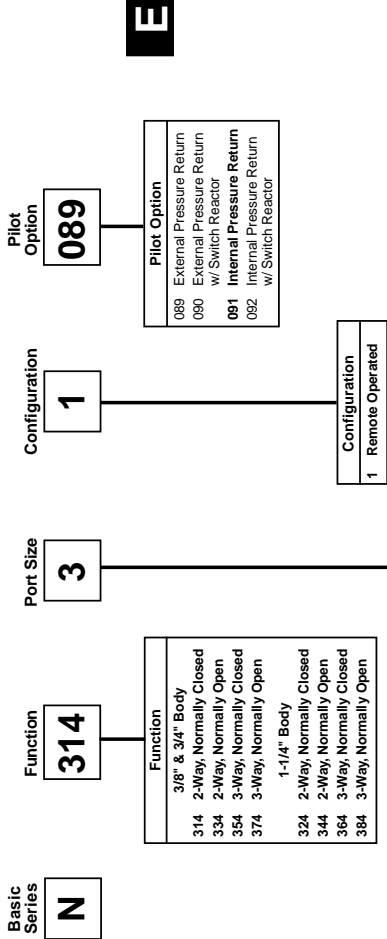 Basic
Series
N
Function
314
Port Size
3
Configuration
1
Pilot
Option
089
Function
3/8" & 3/4" Body
314 2-Way, Normally Closed
334 2-Way, Normally Open
354 3-Way, Normally Closed
374 3-Way, Normally Open
1-1/4" Body
324 2-Way, Normally Closed
344 2-Way, Normally Open
364 3-Way, Normally Closed
384 3-Way, Normally Open
Configuration
1 Remote Operated
Pilot Option
089 External Pressure Return
090 External Pressure Return
w/ Switch Reactor
091 Internal Pressure Return
092 Internal Pressure Return
w/ Switch Reactor
E